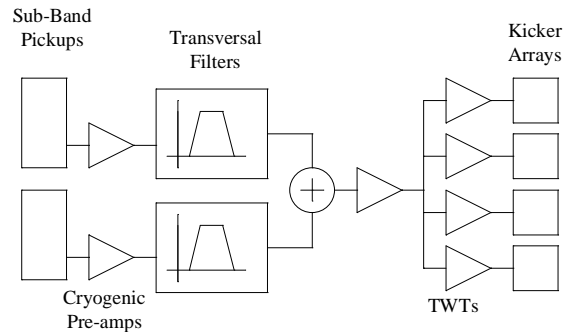 Sub-Band
Pickups
Transversal
Filters
Kicker
Arrays
Cryogenic
Pre-amps
TWTs